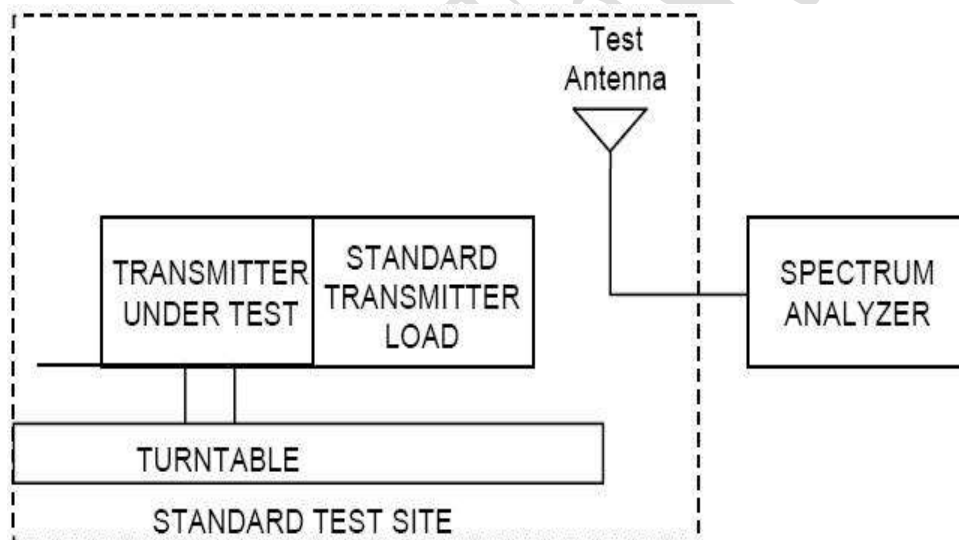 Test
Antenna
TRANSMITTER
UNDER TEST
STANDARD
TRANSMITTER
LOAD
SPECTRUM
ANALYZER
TURNTABLE
STANDARD TEST SITE